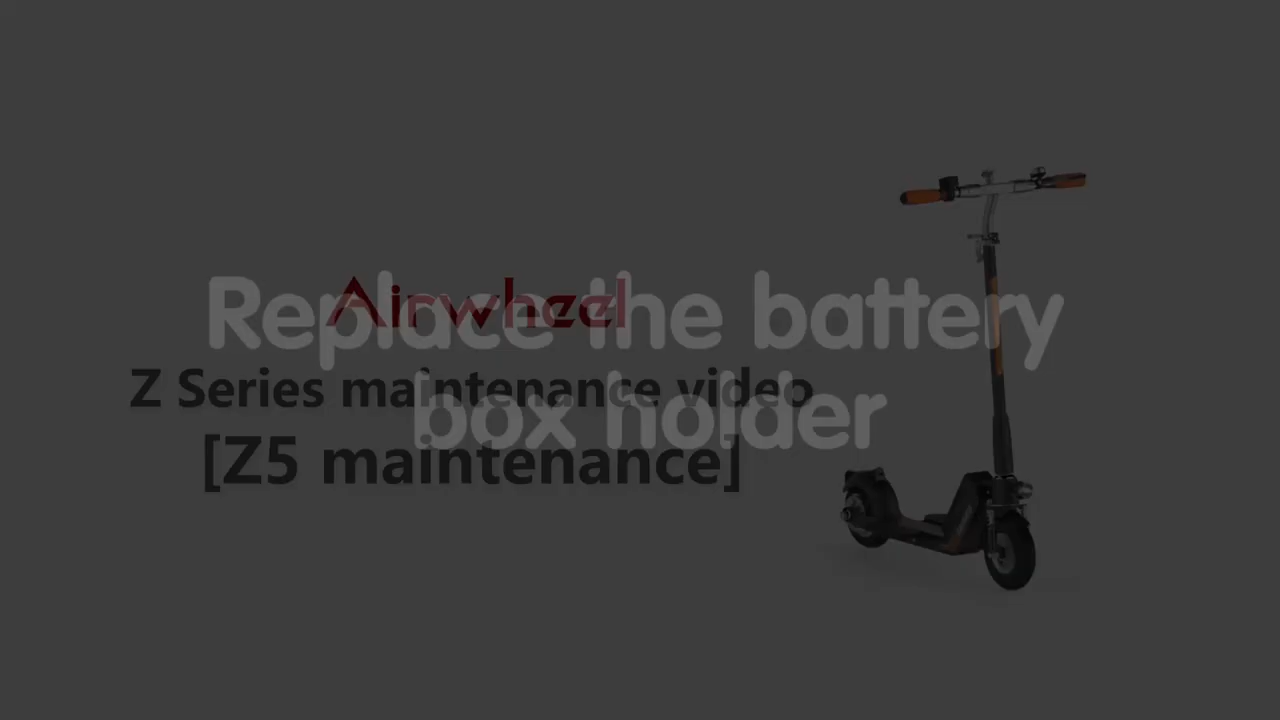 Replace the battery
box holder
Airwheel
Z Series maintenance video
[Z5 maintenance]